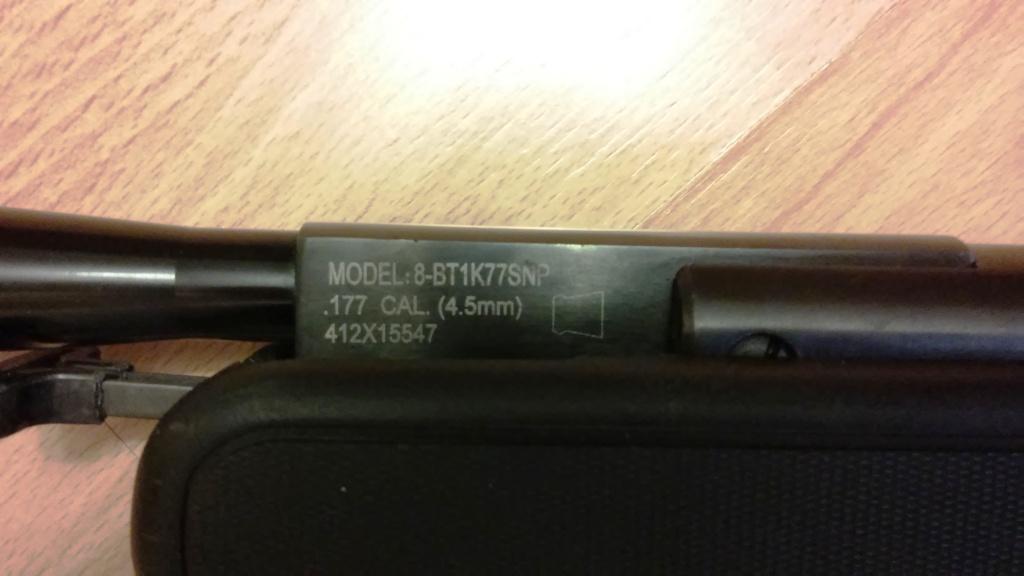 MODEL: 8-BT1K77SNP
.177 CAL. (4.5mm)
412X15547